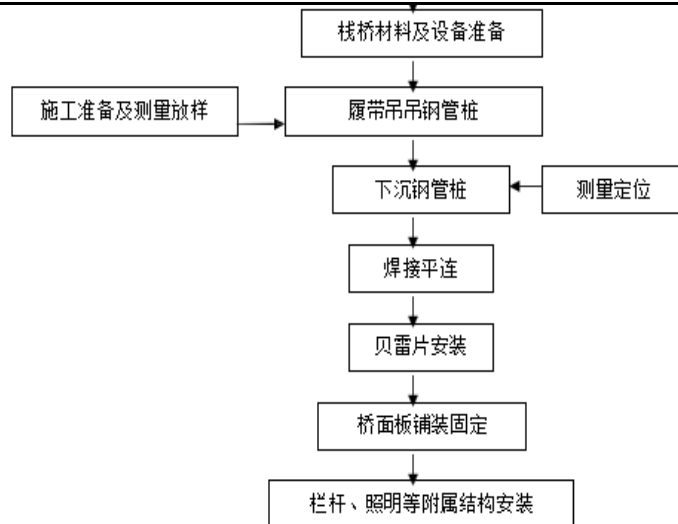 栈桥材料及设备准备
施工准备及测量放样
履带吊吊钢管桩
下沉钢管桩
测量定位
焊接平连
贝雷片安装
桥面板铺装固定
栏杆、照明等附属结构安装